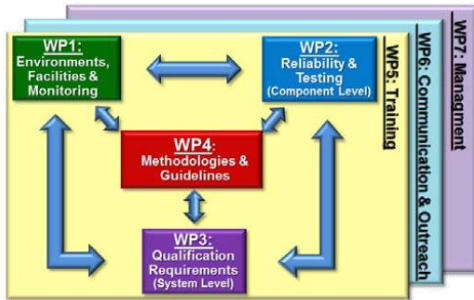 WP1:
Environments,
Facilities &
Monitoring
WP2:
Reliability &
Testing
(Component Level)
WP4:
Methodologies &
Guidelines
WP3:
Qualification
Requirements
(System Level)
WP5: Training
WP6: Communication & Outreach
WP7: Managment